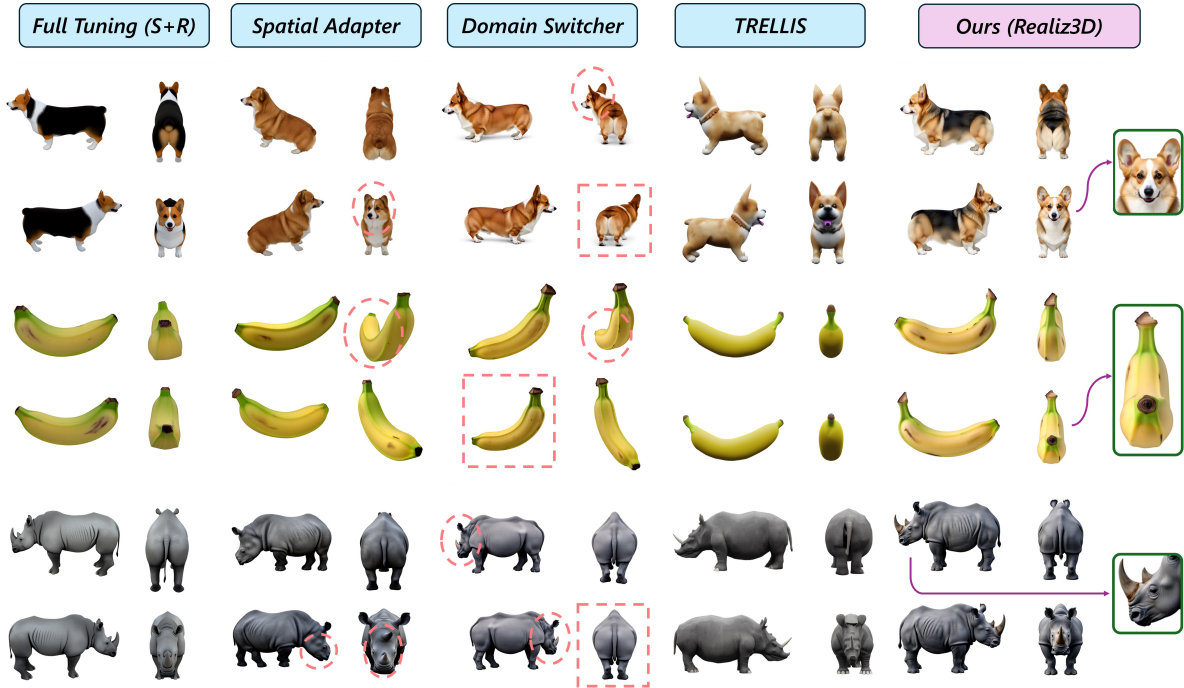 Full Tuning (S+R)
Spatial Adapter
Domain Switcher
TRELLIS
Ours (Realiz3D)